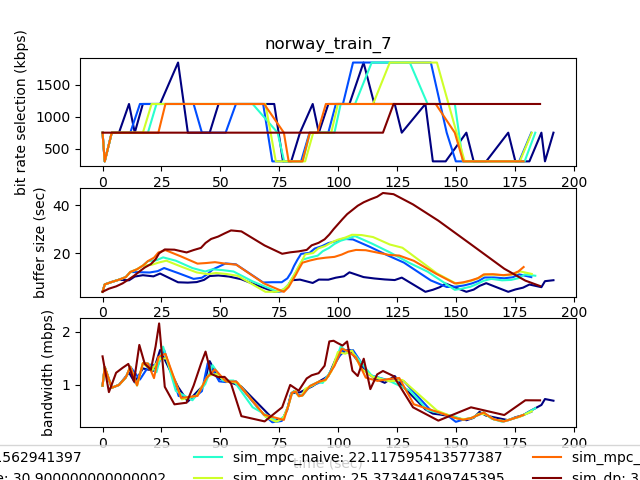 norway_train_7
bit rate selection (kbps)
1500
1000
500
0 25 50 75 100 125 150 175 200
buffer size (sec)
40
20
0 25 50 75 100 125 150 175 200
bandwidth (mbps)
2
1
0 25 50 75 100 125 150 175 200
time (sec)
562941397 sim_mpc_naive: 22.117595413577387 sim_mpc_
: 30.900000000000002 sim_mpc_optim: 25.373441609745395 sim_dp: 3